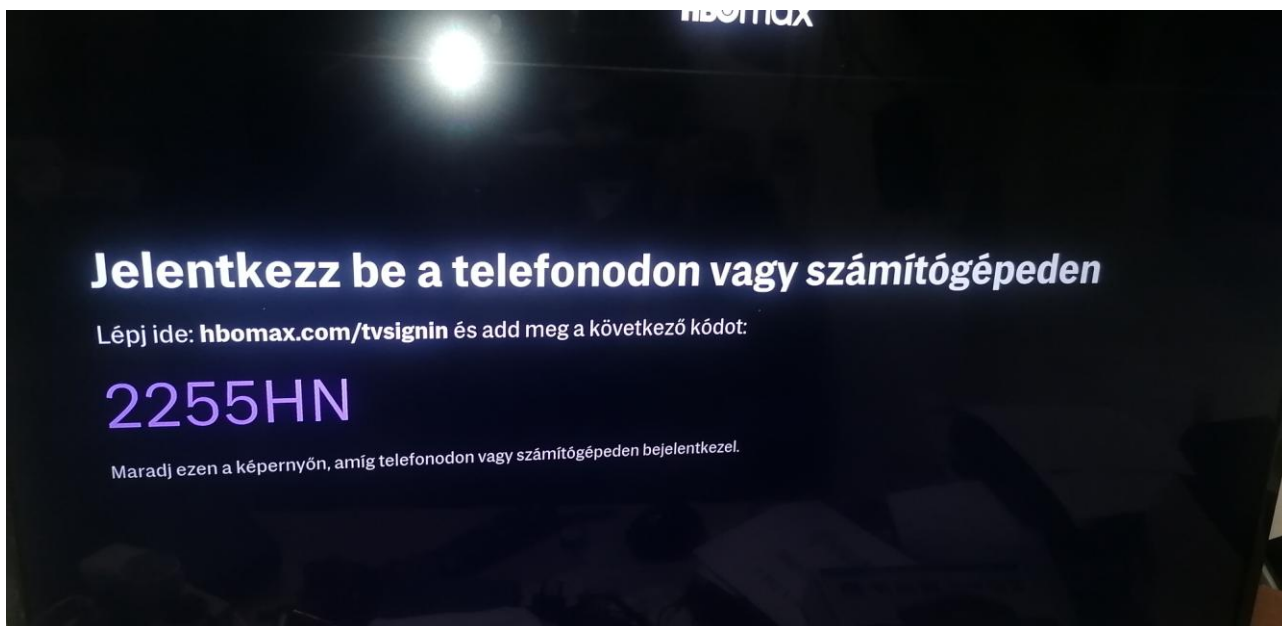 hbomax
Jelentkezz be a telefonodon vagy számítógépeden
Lépj ide: hbomax.com/tvsignin és add meg a következő kódot:
2255HN
Maradj ezen a képernyőn, amíg telefonodon vagy számítógépeden bejelentkezel.